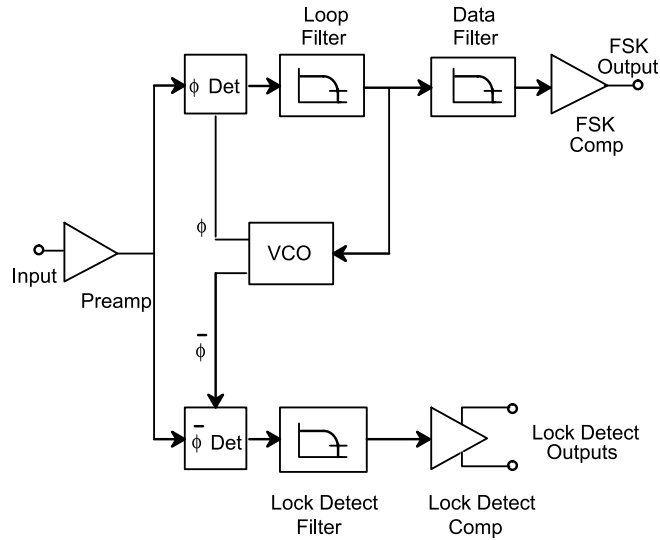 Loop
Filter
Data
Filter
FSK
Output
ϕ Det
FSK
Comp
ϕ
VCO
Input
Preamp
ϕ̅
ϕ̅ Det
Lock Detect
Outputs
Lock Detect
Filter
Lock Detect
Comp